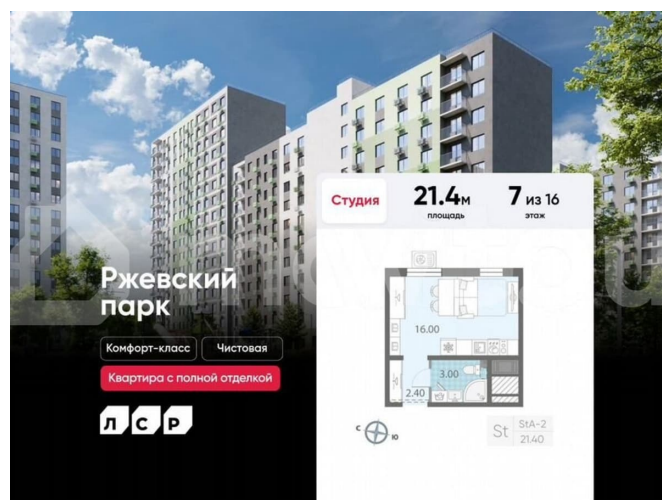 Ржевский
парк
Комфорт-класс
Чистовая
Квартира с полной отделкой
ЛСР
Студия
21.4м
площадь
7 из 16
этаж
16.00
3.00
2.40
С
Ю
St
StA-2
21.40